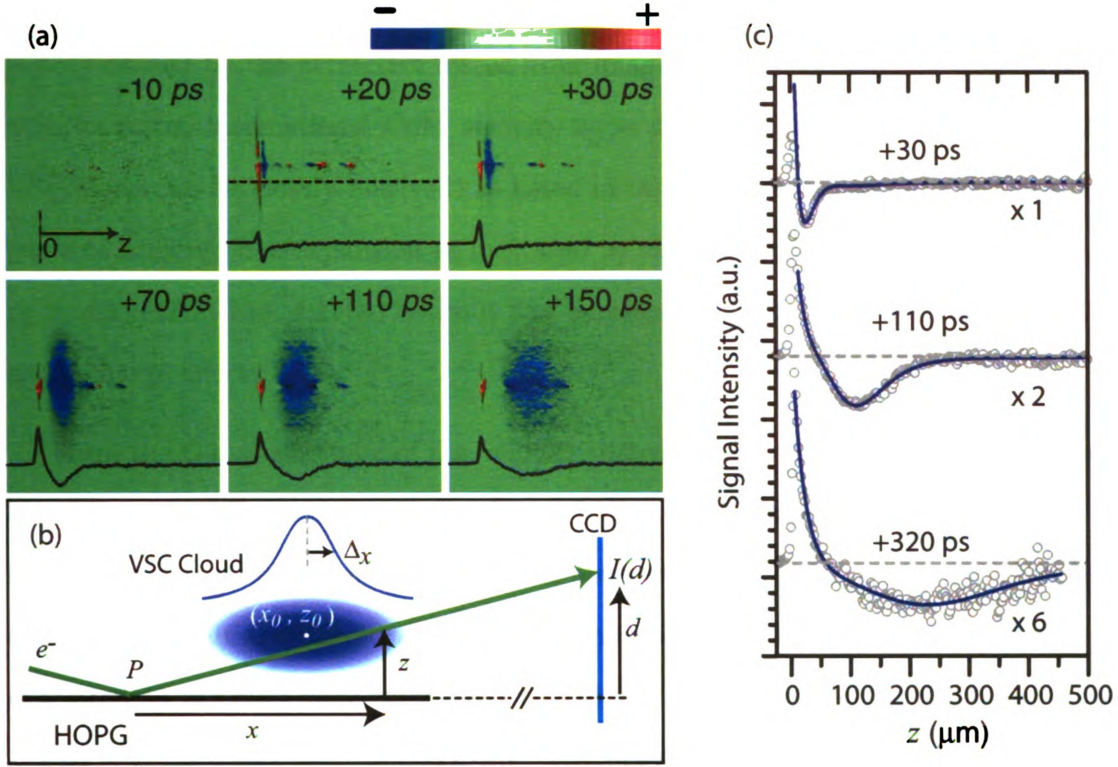 − +
(a)
-10 ps
+20 ps
+30 ps
0
z
+70 ps
+110 ps
+150 ps
(b)
VSC Cloud
Δx
CCD
I(d)
(x0 , z0)
d
e-
P
z
HOPG
x
(c)
+30 ps
x 1
+110 ps
x 2
+320 ps
x 6
Signal Intensity (a.u.)
0 100 200 300 400 500
z (μm)